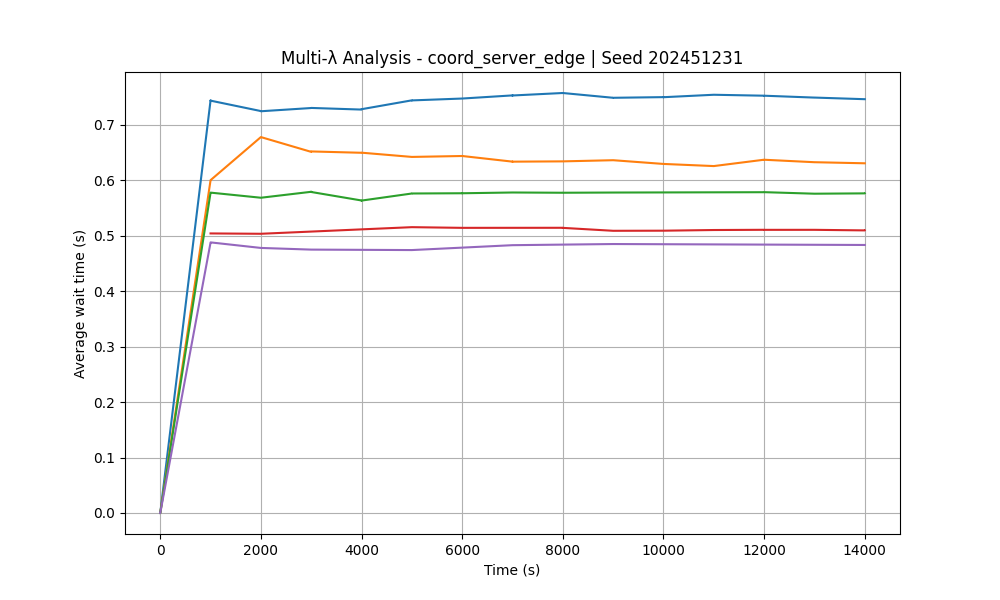 Multi-λ Analysis - coord_server_edge | Seed 202451231
Average wait time (s)
0.7
0.6
0.5
0.4
0.3
0.2
0.1
0.0
0 2000 4000 6000 8000 10000 12000 14000
Time (s)